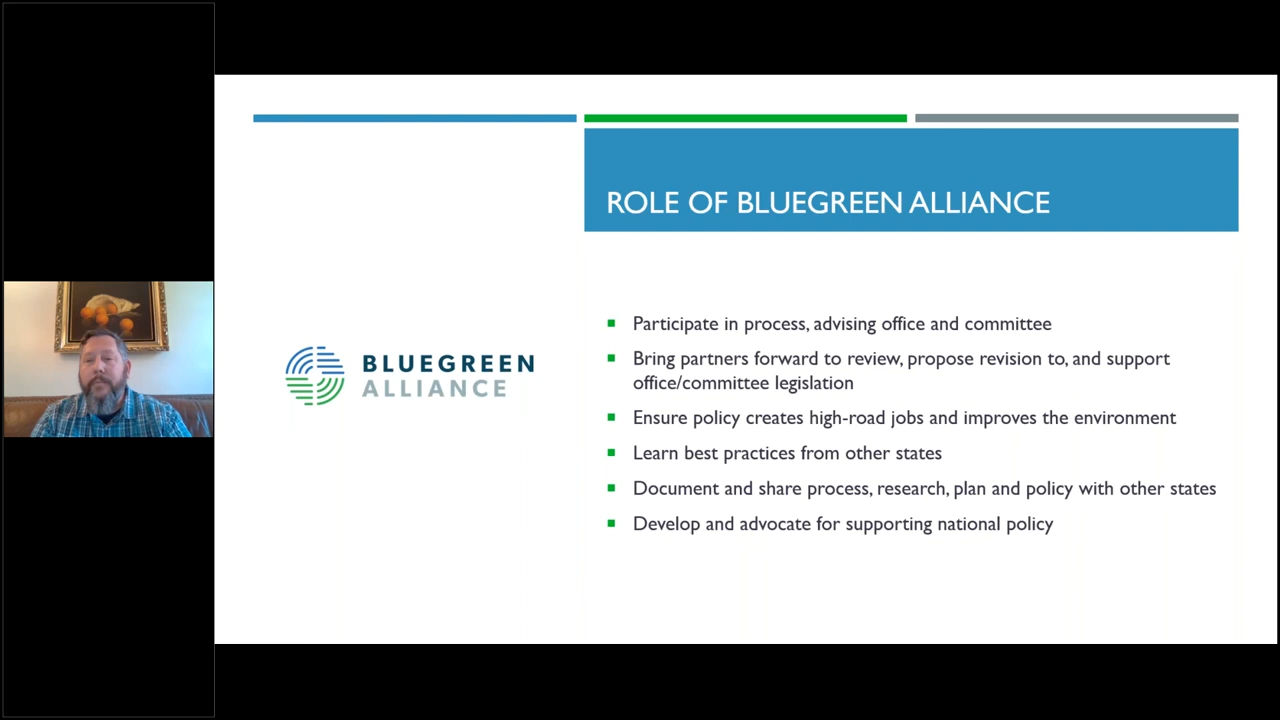 ROLE OF BLUEGREEN ALLIANCE
BLUEGREEN
ALLIANCE
Participate in process, advising office and committee
Bring partners forward to review, propose revision to, and support
office/committee legislation
Ensure policy creates high-road jobs and improves the environment
Learn best practices from other states
Document and share process, research, plan and policy with other states
Develop and advocate for supporting national policy